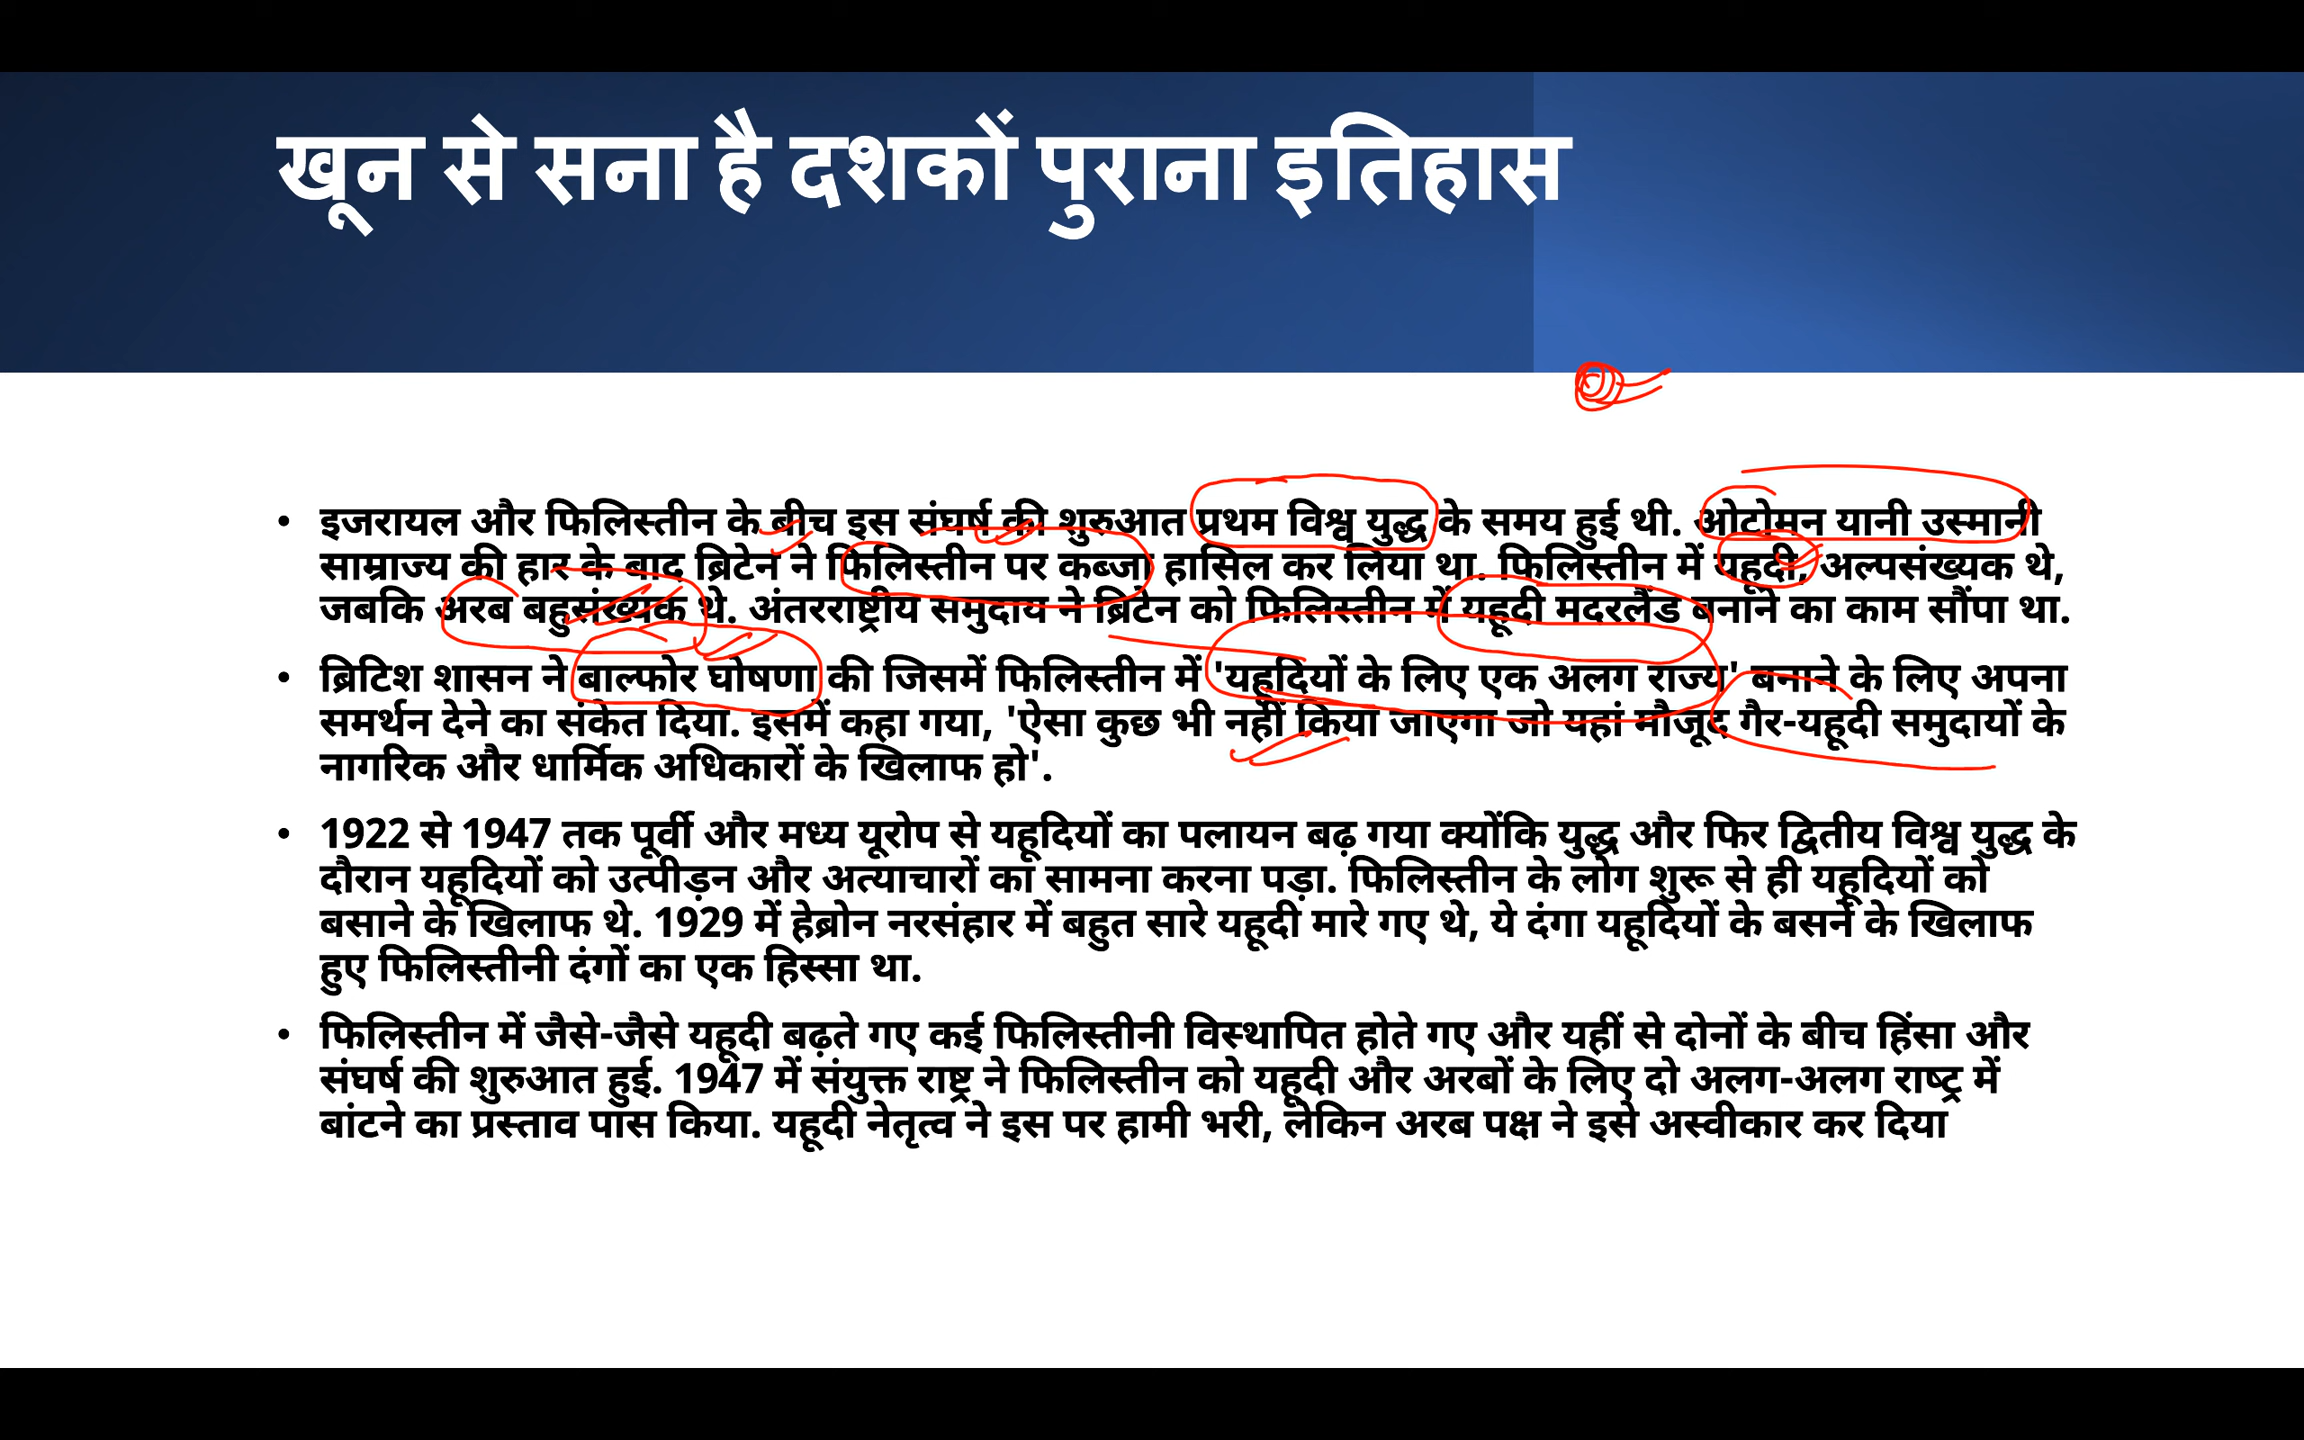 खून से सना है दशकों पुराना इतिहास
• इजरायल और फिलिस्तीन के बीच इस संघर्ष की शुरुआत प्रथम विश्व युद्ध के समय हुई थी. ओटोमन यानी उस्मानी
साम्राज्य की हार के बाद ब्रिटेन ने फिलिस्तीन पर कब्जा हासिल कर लिया था. फिलिस्तीन में यहूदी, अल्पसंख्यक थे,
जबकि अरब बहुसंख्यक थे. अंतरराष्ट्रीय समुदाय ने ब्रिटेन को फिलिस्तीन में यहूदी मदरलैंड बनाने का काम सौंपा था.
• ब्रिटिश शासन ने बाल्फोर घोषणा की जिसमें फिलिस्तीन में 'यहूदियों के लिए एक अलग राज्य' बनाने के लिए अपना
समर्थन देने का संकेत दिया. इसमें कहा गया, 'ऐसा कुछ भी नहीं किया जाएगा जो यहां मौजूद गैर-यहूदी समुदायों के
नागरिक और धार्मिक अधिकारों के खिलाफ हो'.
• 1922 से 1947 तक पूर्वी और मध्य यूरोप से यहूदियों का पलायन बढ़ गया क्योंकि युद्ध और फिर द्वितीय विश्व युद्ध के
दौरान यहूदियों को उत्पीड़न और अत्याचारों का सामना करना पड़ा. फिलिस्तीन के लोग शुरू से ही यहूदियों को
बसाने के खिलाफ थे. 1929 में हेब्रोन नरसंहार में बहुत सारे यहूदी मारे गए थे, ये दंगा यहूदियों के बसने के खिलाफ
हुए फिलिस्तीनी दंगों का एक हिस्सा था.
• फिलिस्तीन में जैसे-जैसे यहूदी बढ़ते गए कई फिलिस्तीनी विस्थापित होते गए और यहीं से दोनों के बीच हिंसा और
संघर्ष की शुरुआत हुई. 1947 में संयुक्त राष्ट्र ने फिलिस्तीन को यहूदी और अरबों के लिए दो अलग-अलग राष्ट्र में
बांटने का प्रस्ताव पास किया. यहूदी नेतृत्व ने इस पर हामी भरी, लेकिन अरब पक्ष ने इसे अस्वीकार कर दिया